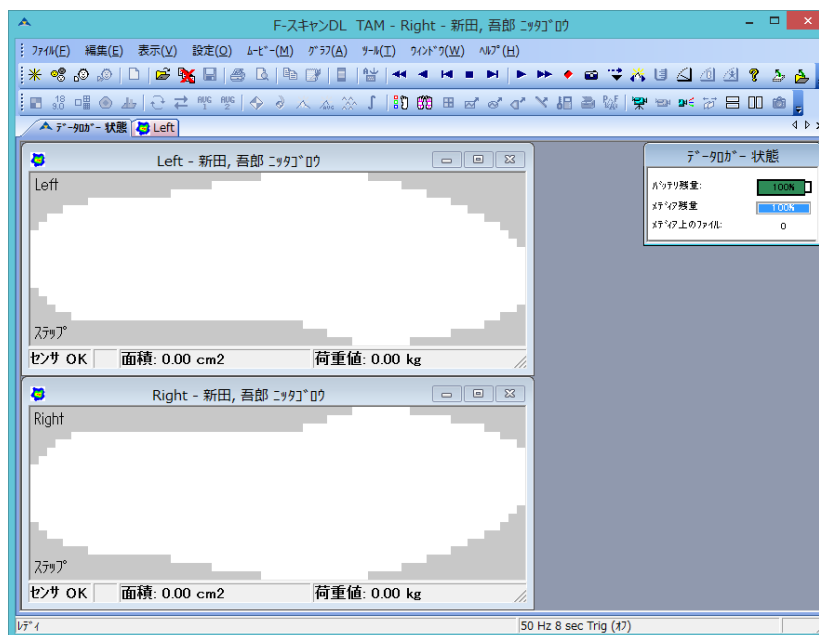 F-スキャンDL TAM - Right - 新田, 吾郎 ﾆｯﾀｺﾞﾛｳ
ﾌｧｲﾙ(F) 編集(E) 表示(V) 設定(O) ﾑｰﾋﾞｰ(M) ｸﾞﾗﾌ(A) ﾂｰﾙ(T) ｳｨﾝﾄﾞｳ(W) ﾍﾙﾌﾟ(H)
ﾃﾞｰﾀﾛｶﾞｰ 状態 Left
Left - 新田, 吾郎 ﾆｯﾀｺﾞﾛｳ
Left
ｽﾃｯﾌﾟ
センサ OK 面積: 0.00 cm2 荷重値: 0.00 kg
ﾃﾞｰﾀﾛｶﾞｰ 状態
ﾊﾞｯﾃﾘ残量: 100%
ﾒﾃﾞｨｱ残量 100%
ﾒﾃﾞｨｱ上のﾌｧｲﾙ: 0
Right - 新田, 吾郎 ﾆｯﾀｺﾞﾛｳ
Right
ｽﾃｯﾌﾟ
センサ OK 面積: 0.00 cm2 荷重値: 0.00 kg
ﾚﾃﾞｨ 50 Hz 8 sec Trig (ｵﾌ)